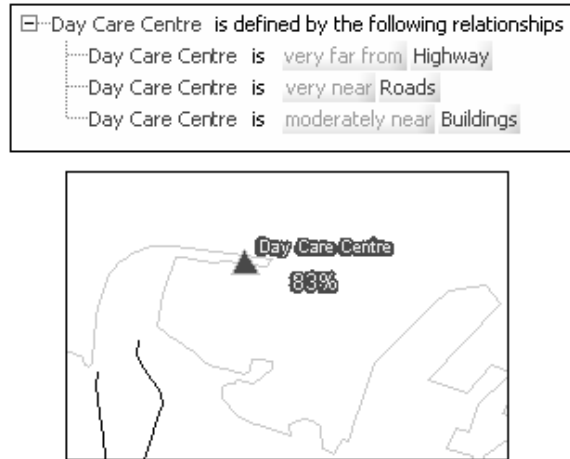 Day Care Centre is defined by the following relationships
Day Care Centre is very far from Highway
Day Care Centre is very near Roads
Day Care Centre is moderately near Buildings
Day Care Centre
83%